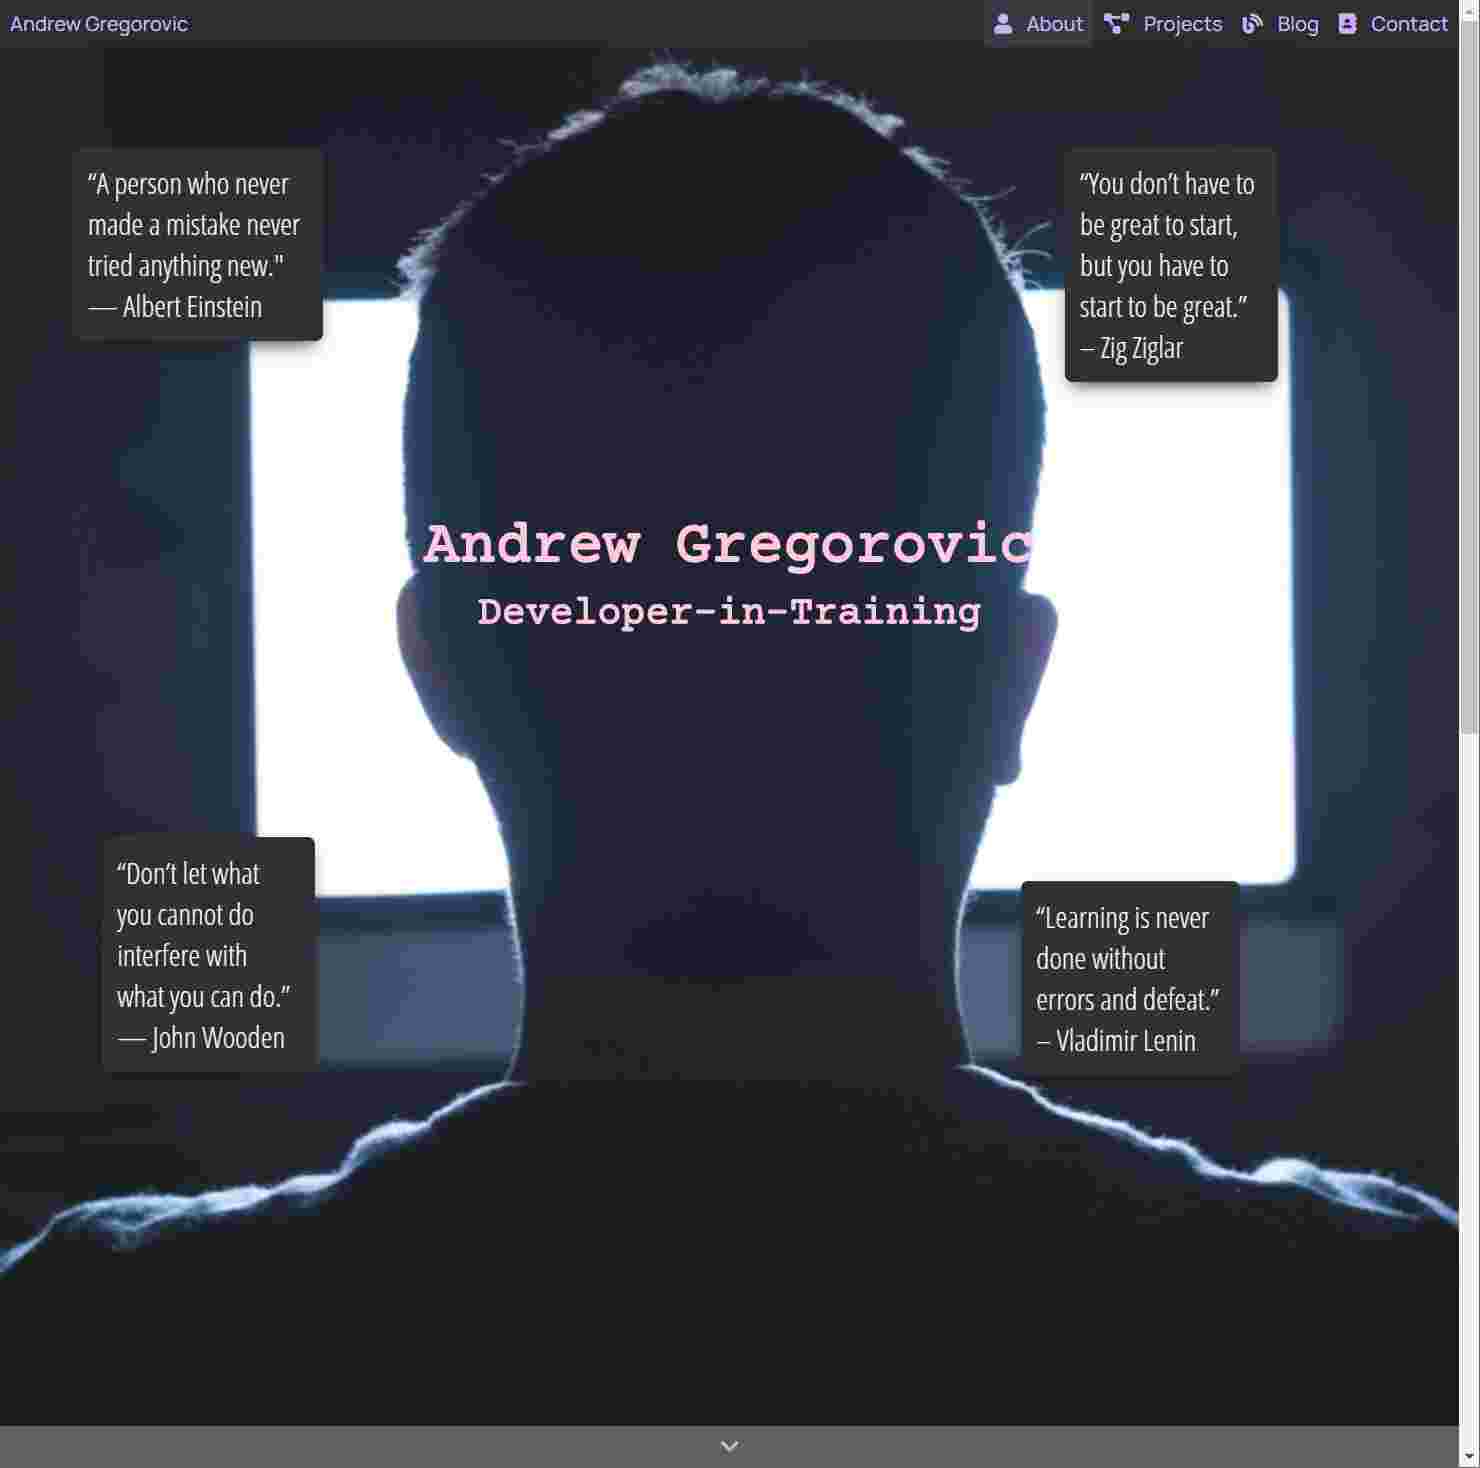 Andrew Gregorovic
About Projects Blog Contact
“A person who never
made a mistake never
tried anything new."
— Albert Einstein
“You don’t have to
be great to start,
but you have to
start to be great.”
– Zig Ziglar
Andrew Gregorovic
Developer-in-Training
“Don’t let what
you cannot do
interfere with
what you can do.”
— John Wooden
“Learning is never
done without
errors and defeat.”
– Vladimir Lenin